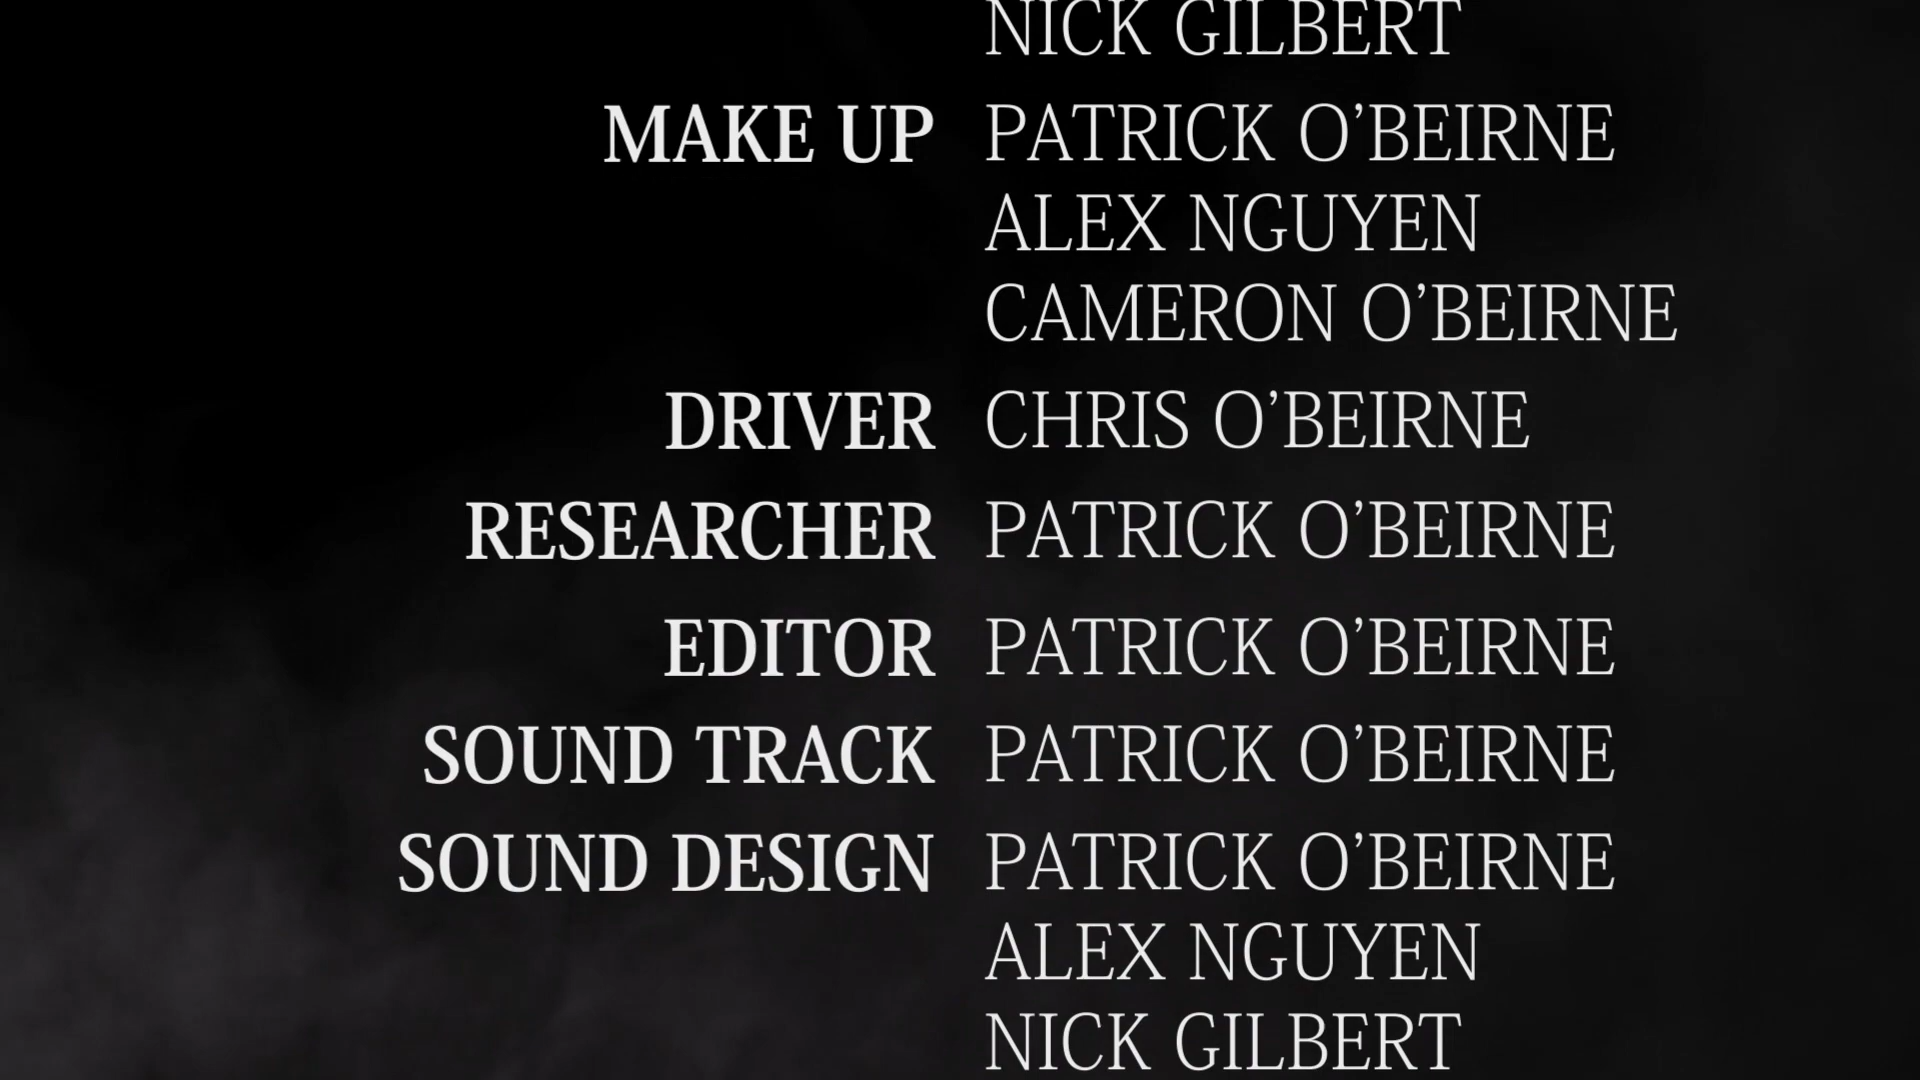 NICK GILBERT
MAKE UP PATRICK O’BEIRNE
ALEX NGUYEN
CAMERON O’BEIRNE
DRIVER CHRIS O’BEIRNE
RESEARCHER PATRICK O’BEIRNE
EDITOR PATRICK O’BEIRNE
SOUND TRACK PATRICK O’BEIRNE
SOUND DESIGN PATRICK O’BEIRNE
ALEX NGUYEN
NICK GILBERT